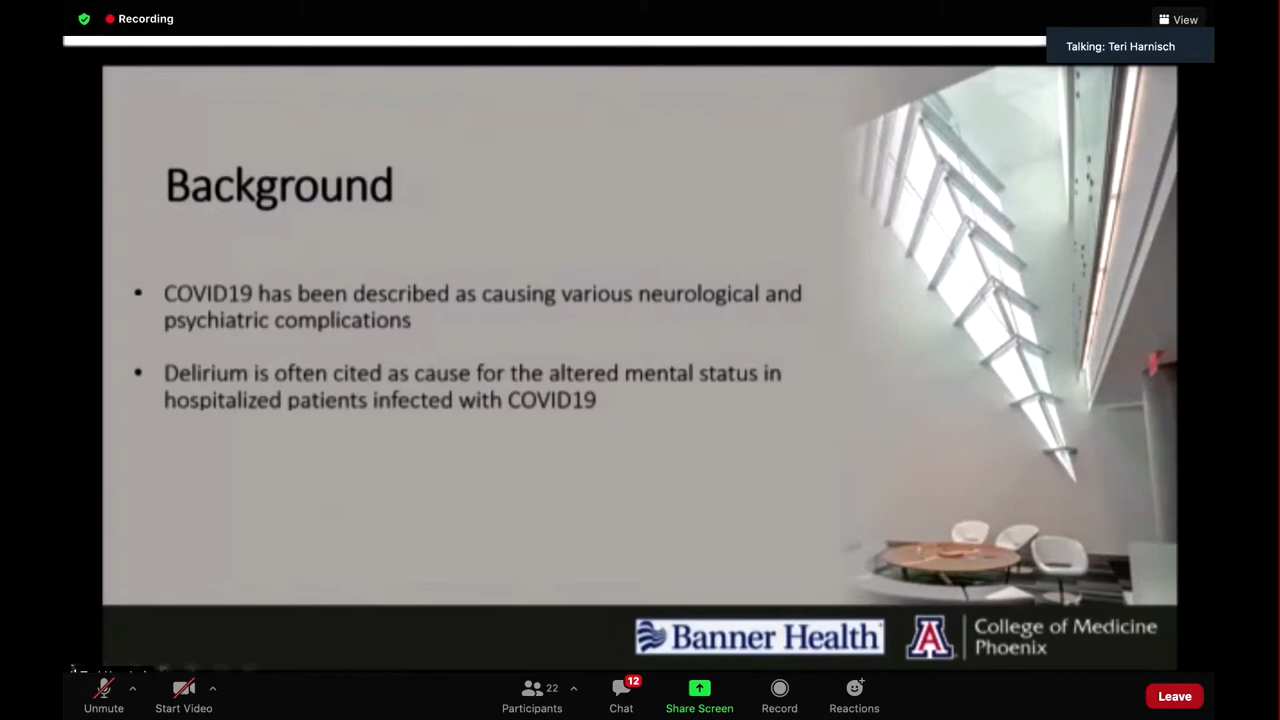 Recording
View
Talking: Teri Harnisch
Background
• COVID19 has been described as causing various neurological and
psychiatric complications
• Delirium is often cited as cause for the altered mental status in
hospitalized patients infected with COVID19
Banner Health
A
College of Medicine
Phoenix
22
12
Unmute
Start Video
Participants
Chat
Share Screen
Record
Reactions
Leave